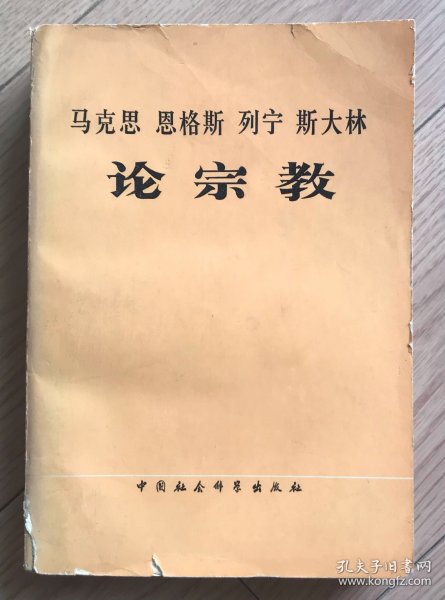 马克思 恩格斯 列宁 斯大林
论宗教
中国社会科学出版社
孔夫子旧书网
www.kongfz.com